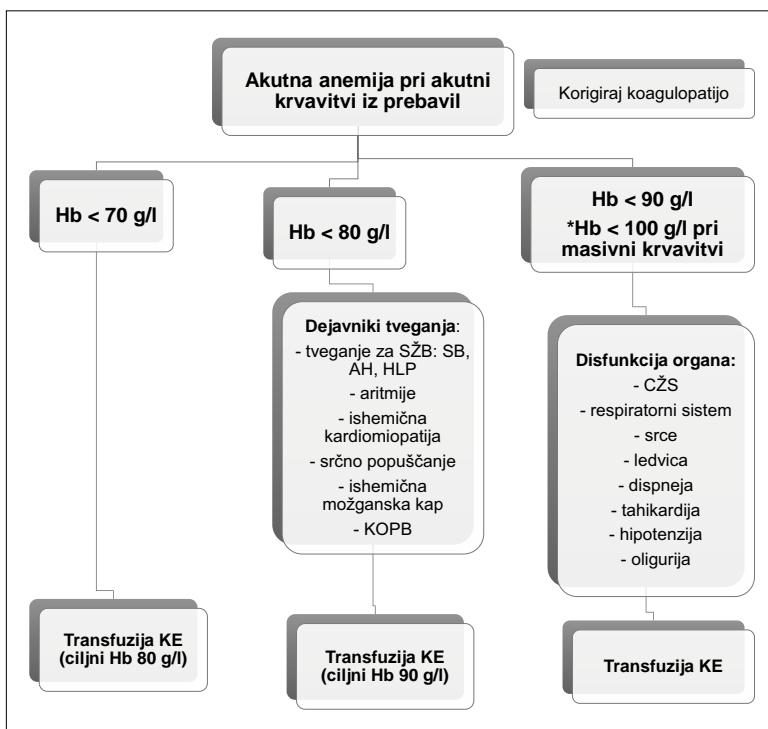 Akutna anemija pri akutni
krvavitvi iz prebavil
Korigiraj koagulopatijo
Hb < 70 g/l
Hb < 80 g/l
Hb < 90 g/l
*Hb < 100 g/l pri
masivni krvavitvi
Dejavniki tveganja:
- tveganje za SŽB: SB,
AH, HLP
- aritmije
- ishemična
kardiomiopatija
- srčno popuščanje
- ishemična
možganska kap
- KOPB
Disfunkcija organa:
- CŽS
- respiratorni sistem
- srce
- ledvica
- dispneja
- tahikardija
- hipotenzija
- oligurija
Transfuzija KE
(ciljni Hb 80 g/l)
Transfuzija KE
(ciljni Hb 90 g/l)
Transfuzija KE